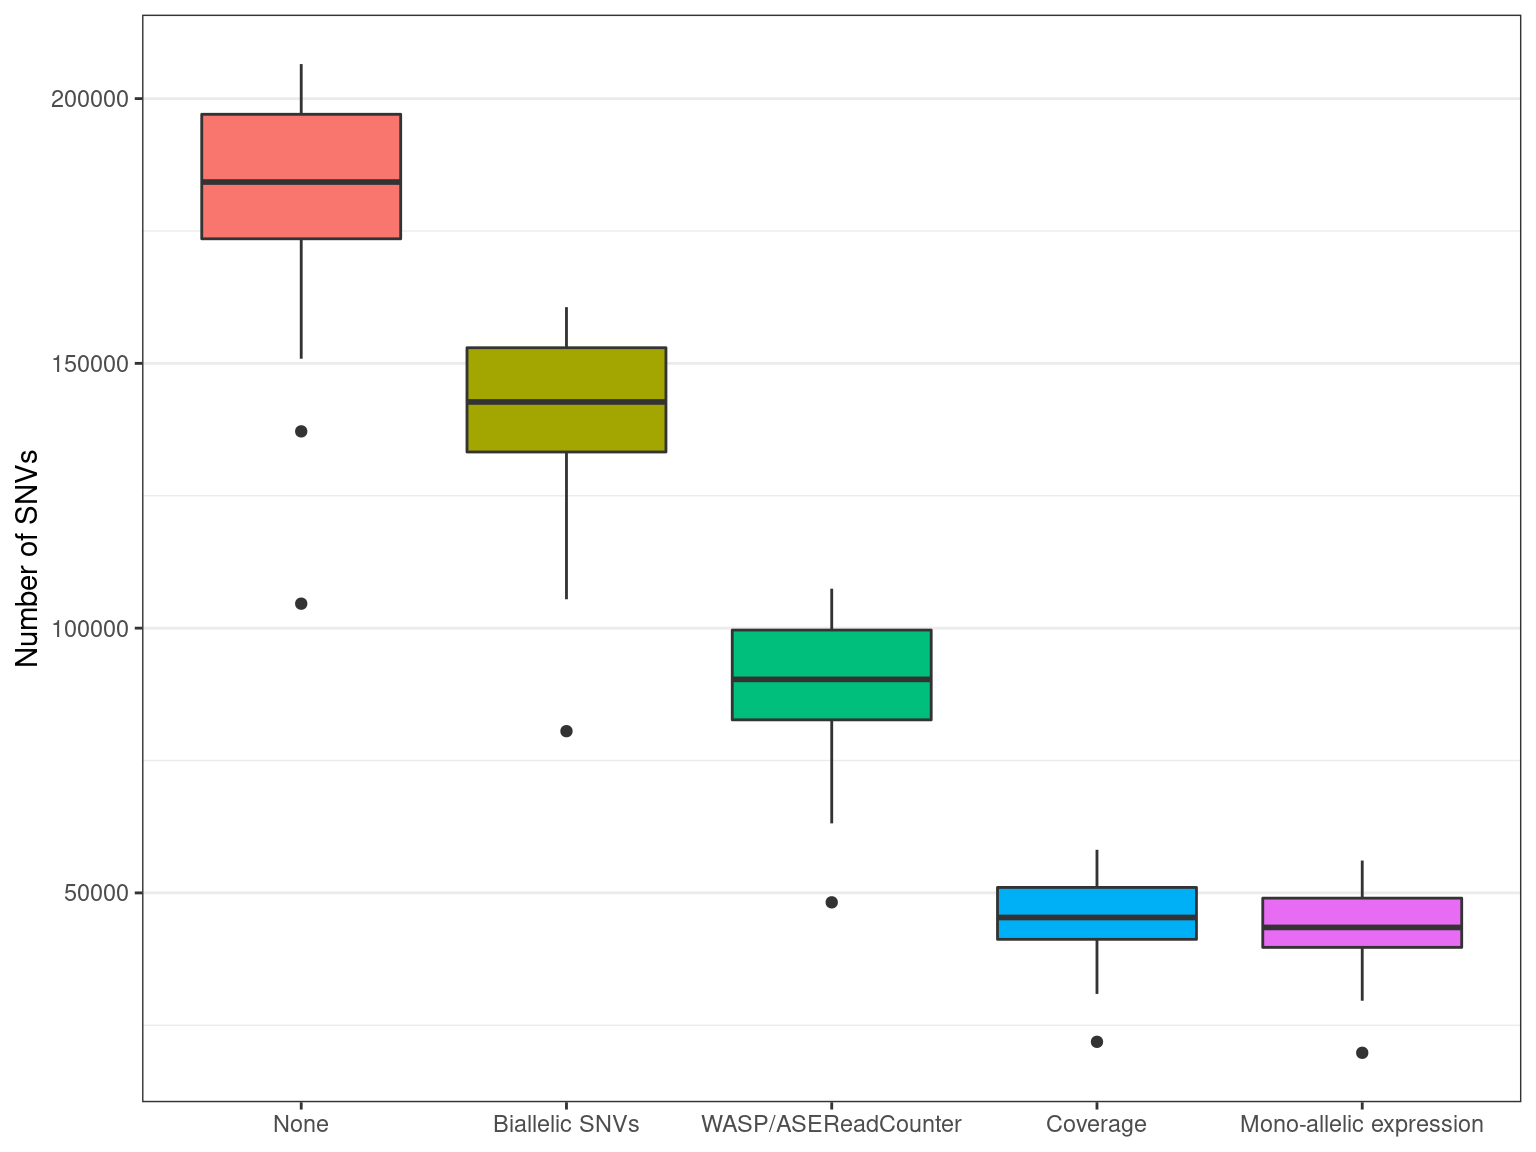 Number of SNVs
200000
150000
100000
50000
None
Biallelic SNVs
WASP/ASEReadCounter
Coverage
Mono-allelic expression